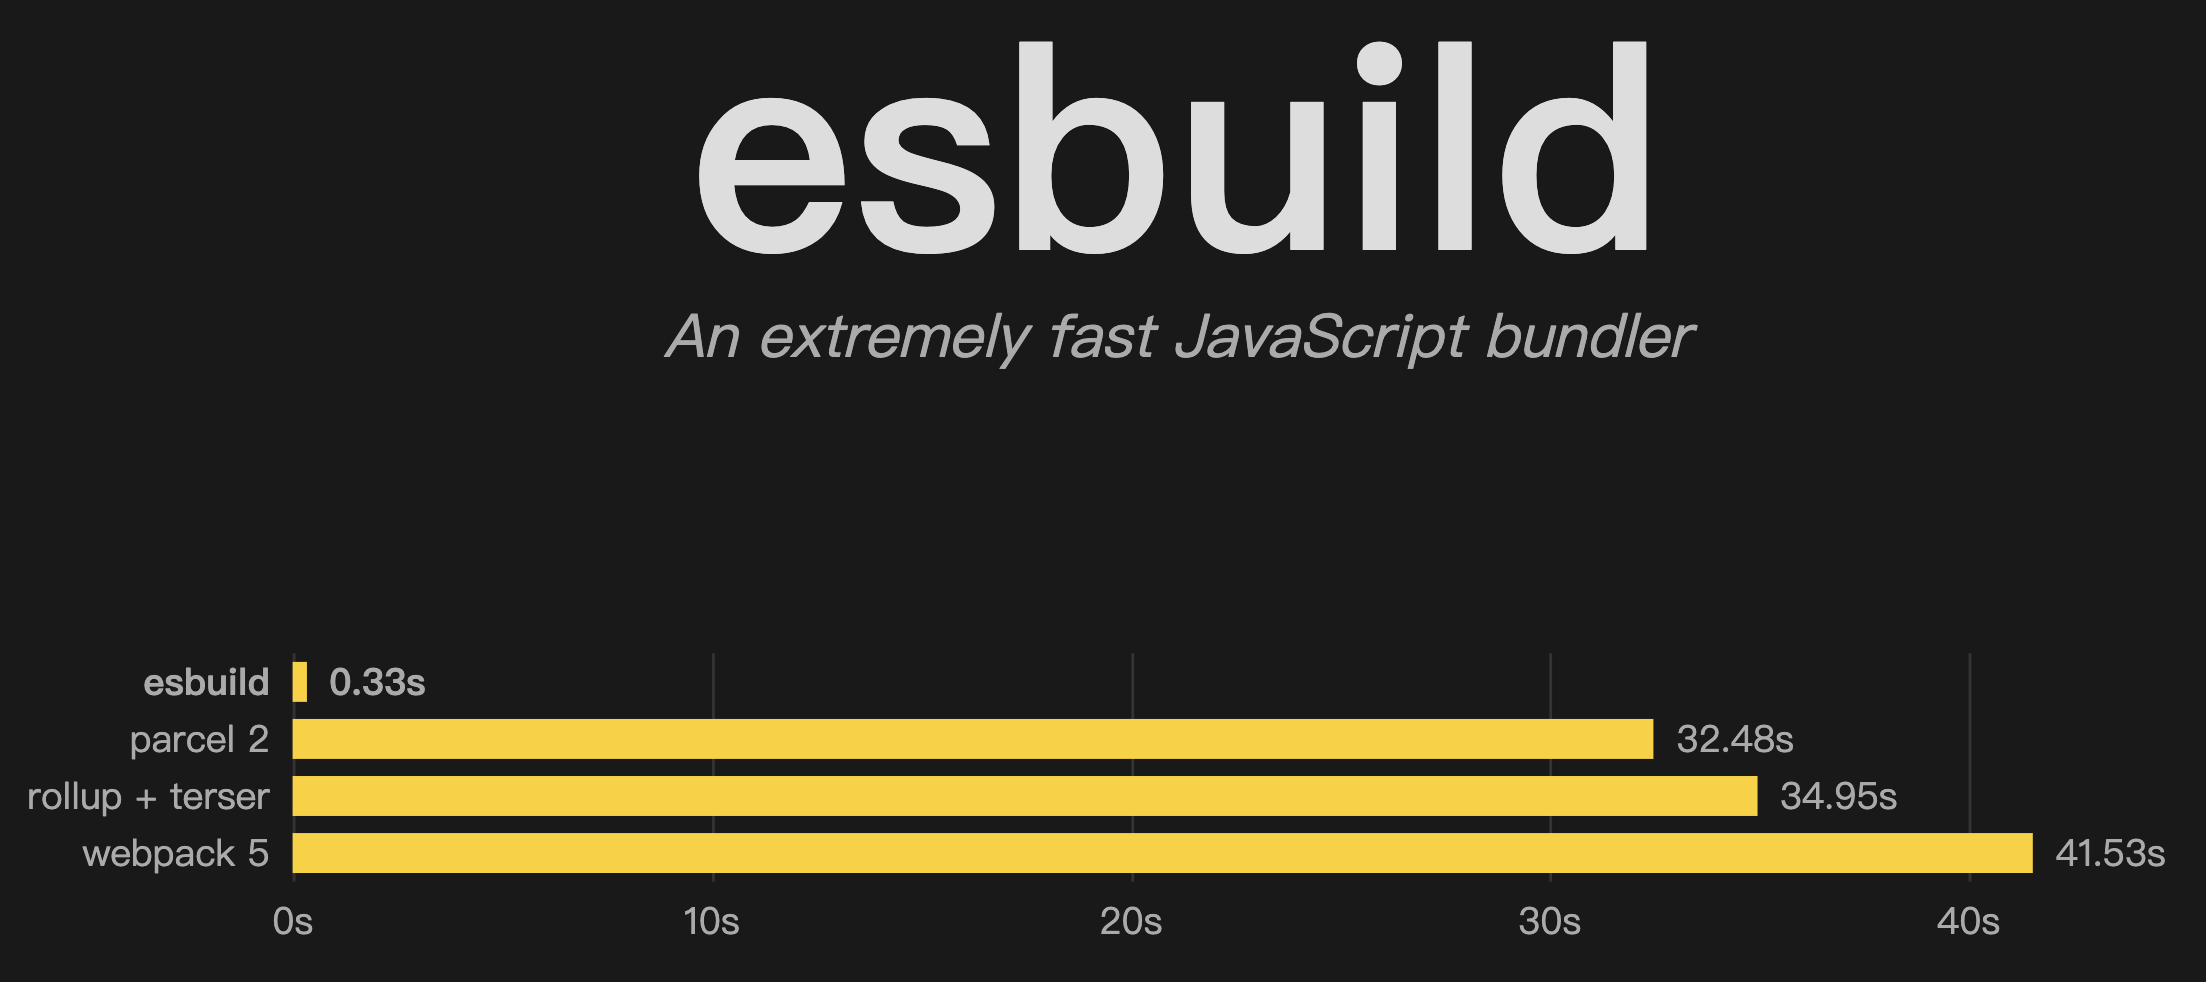 esbuild
An extremely fast JavaScript bundler
esbuild 0.33s
parcel 2 32.48s
rollup + terser 34.95s
webpack 5 41.53s
0s 10s 20s 30s 40s